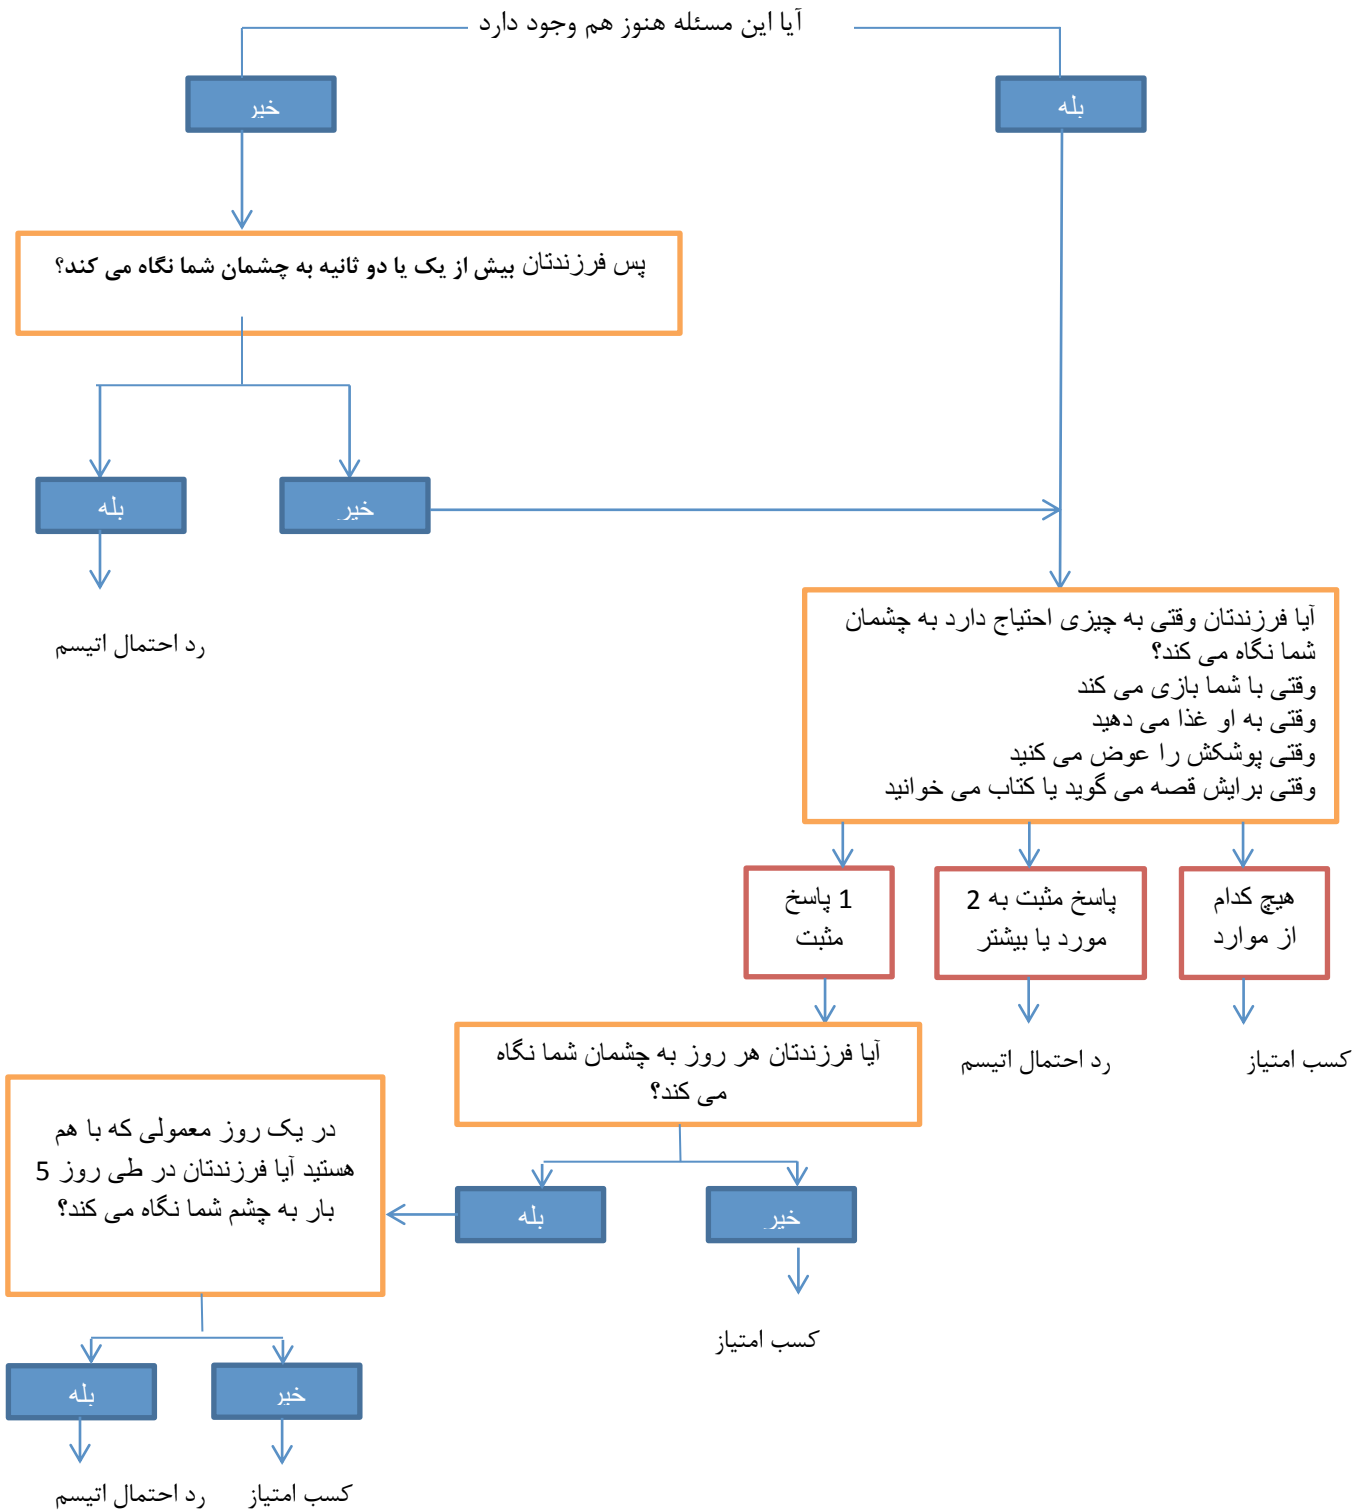 آیا این مسئله هنوز هم وجود دارد
بله
خیر
پس فرزندتان بیش از یک یا دو ثانیه به چشمان شما نگاه می کند؟
خیر
بله
رد احتمال اتیسم
آیا فرزندتان وقتی به چیزی احتیاج دارد به چشمان
شما نگاه می کند؟
وقتی با شما بازی می کند
وقتی به او غذا می دهید
وقتی پوشکش را عوض می کنید
وقتی برایش قصه می گوید یا کتاب می خوانید
هیچ کدام
از موارد
پاسخ مثبت به 2
مورد یا بیشتر
1 پاسخ
مثبت
کسب امتیاز
رد احتمال اتیسم
آیا فرزندتان هر روز به چشمان شما نگاه
می کند؟
خیر
بله
کسب امتیاز
در یک روز معمولی که با هم
هستید آیا فرزندتان در طی روز 5
بار به چشم شما نگاه می کند؟
خیر
بله
کسب امتیاز
رد احتمال اتیسم